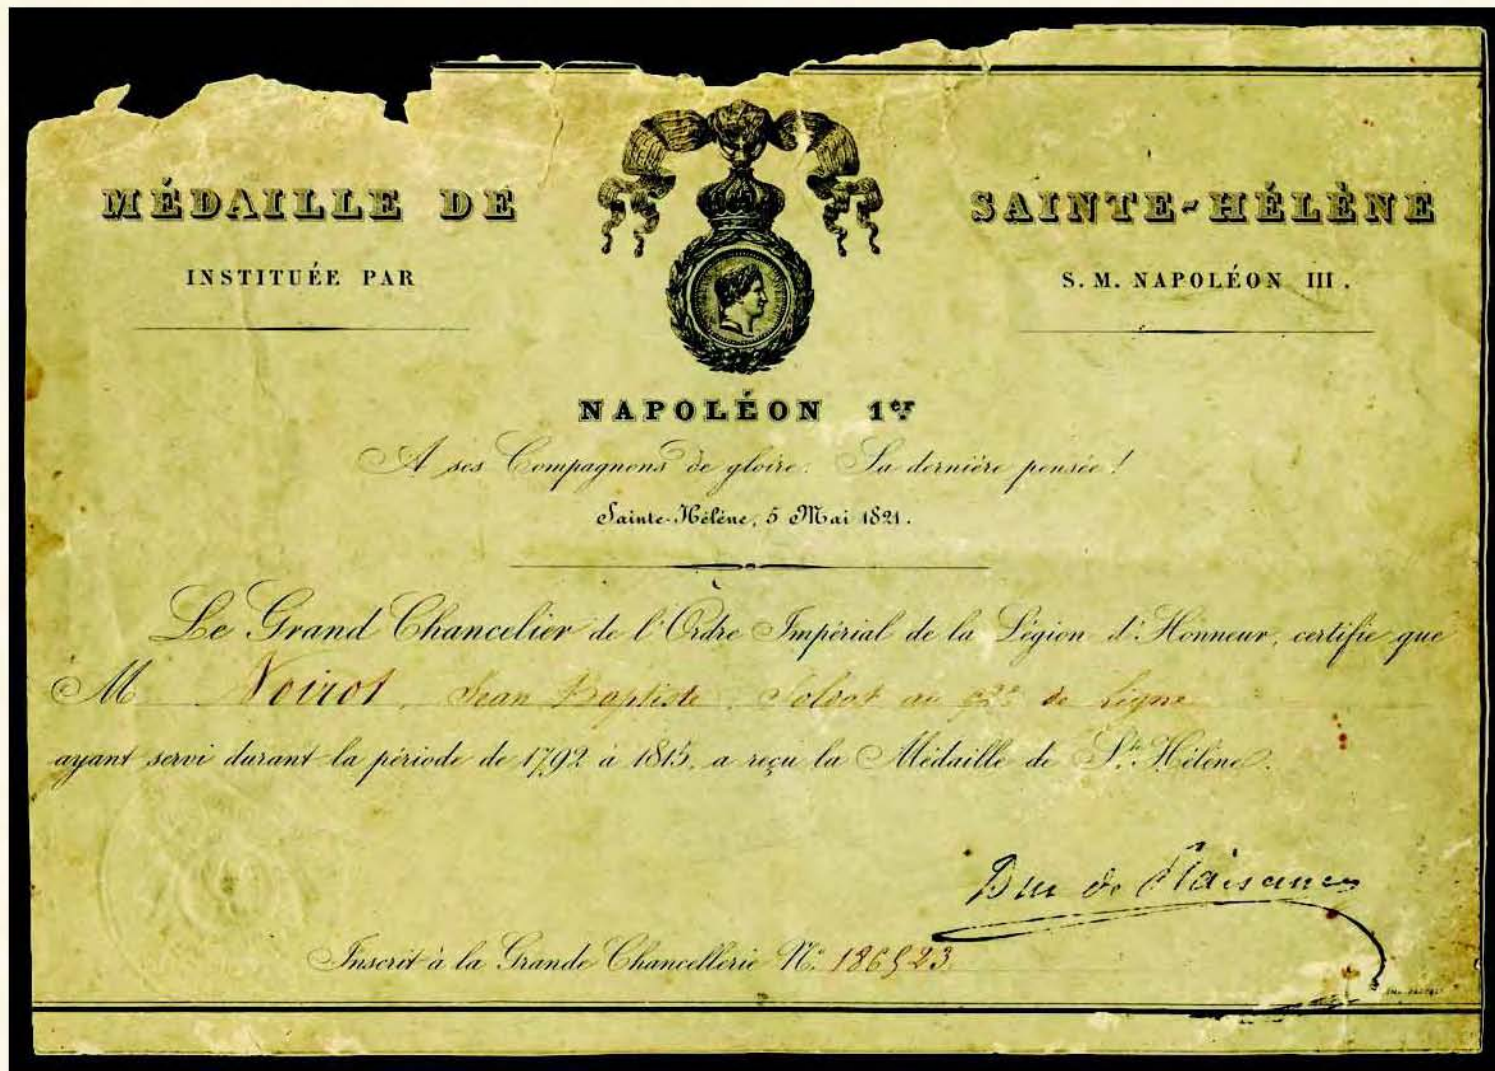 MÉDAILLE DE SAINTE-HÉLÈNE
INSTITUÉE PAR S. M. NAPOLÉON III.
NAPOLÉON 1er
A ses Compagnons de gloire. Sa dernière pensée !
Sainte-Hélène, 5 Mai 1821.
Le Grand Chancelier de l'Ordre Impérial de la Légion d'Honneur, certifie que
M Noirot, Jean Baptiste, Soldat au de Ligne
ayant servi durant la période de 1792 à 1815, a reçu la Médaille de Ste Hélène.
Duc de Plaisance
Inscrit à la Grande Chancellerie No.